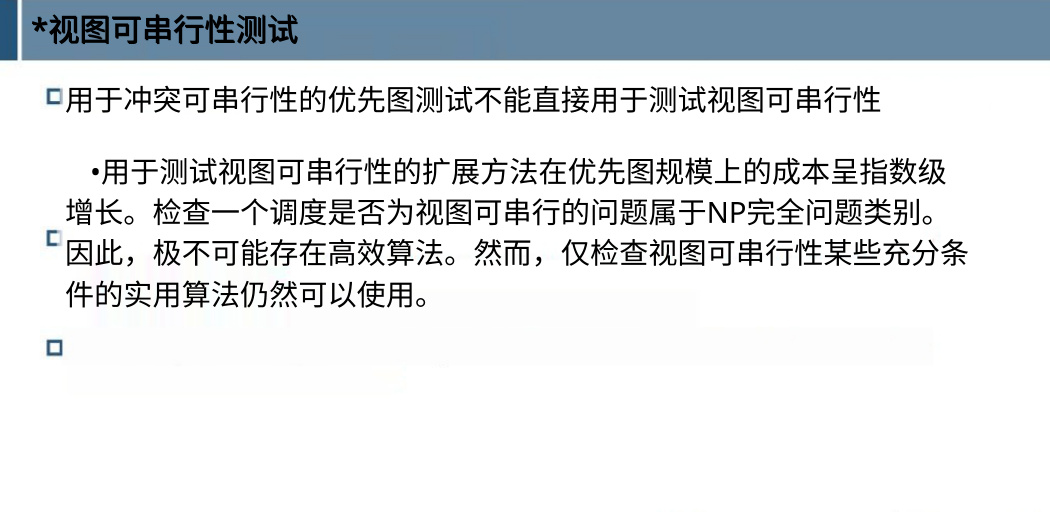 *视图可串行性测试
用于冲突可串行性的优先图测试不能直接用于测试视图可串行性
•用于测试视图可串行性的扩展方法在优先图规模上的成本呈指数级
增长。检查一个调度是否为视图可串行的问题属于NP完全问题类别。
因此，极不可能存在高效算法。然而，仅检查视图可串行性某些充分条
件的实用算法仍然可以使用。